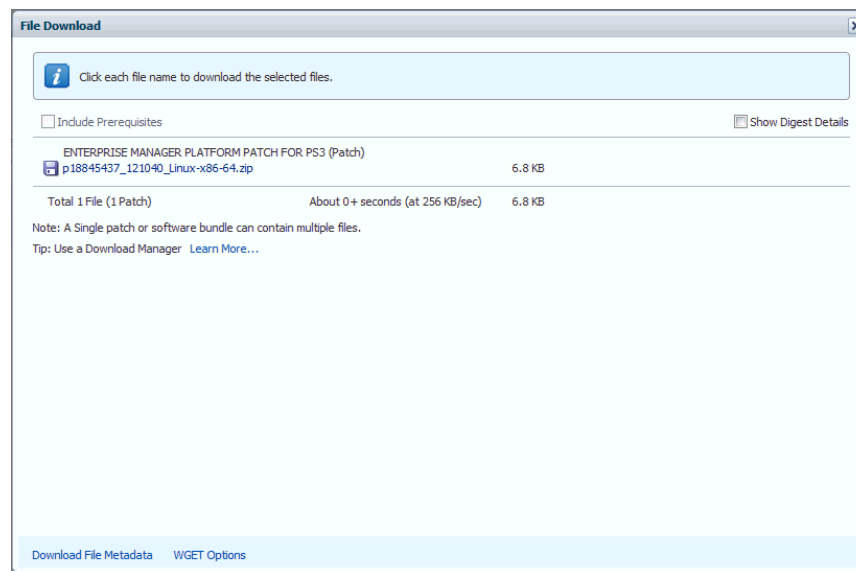 File Download
Click each file name to download the selected files.
Include Prerequisites Show Digest Details
ENTERPRISE MANAGER PLATFORM PATCH FOR PS3 (Patch)
p18845437_121040_Linux-x86-64.zip 6.8 KB
Total 1 File (1 Patch) About 0+ seconds (at 256 KB/sec) 6.8 KB
Note: A Single patch or software bundle can contain multiple files.
Tip: Use a Download Manager Learn More...
Download File Metadata WGET Options